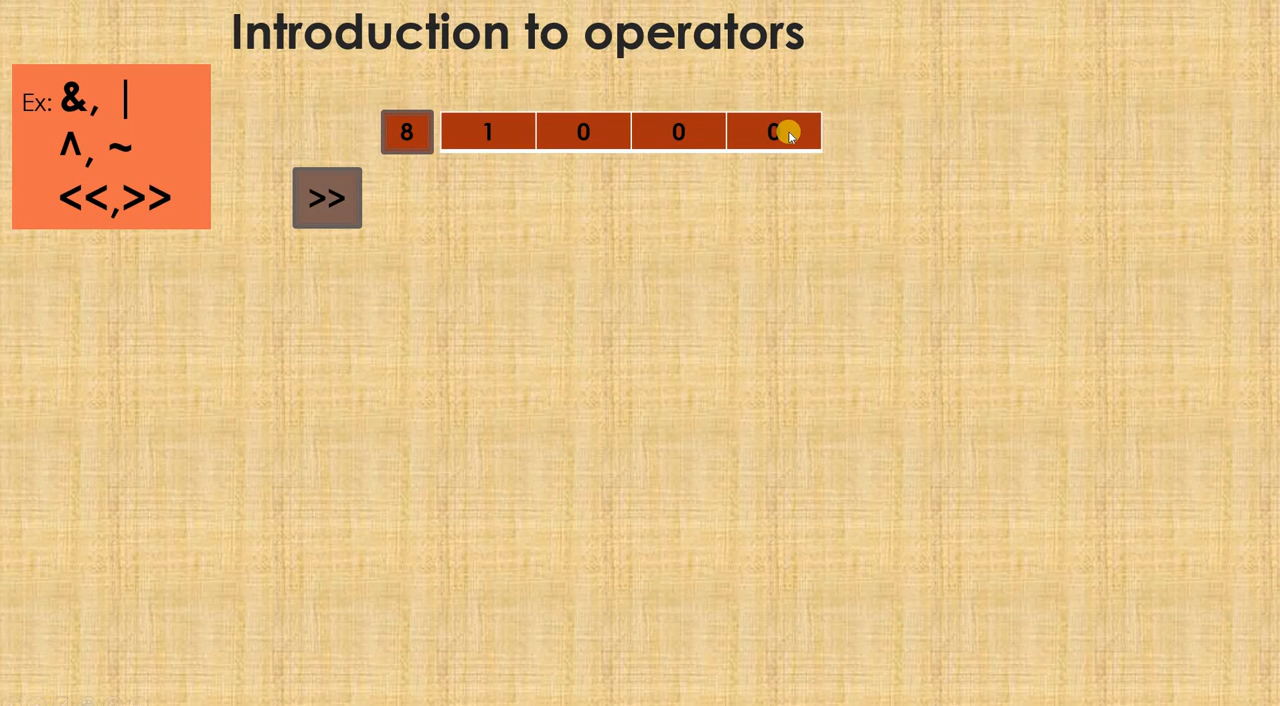 Introduction to operators
Ex: &, |
^, ~
<<,>>
8 1 0 0 0
>>